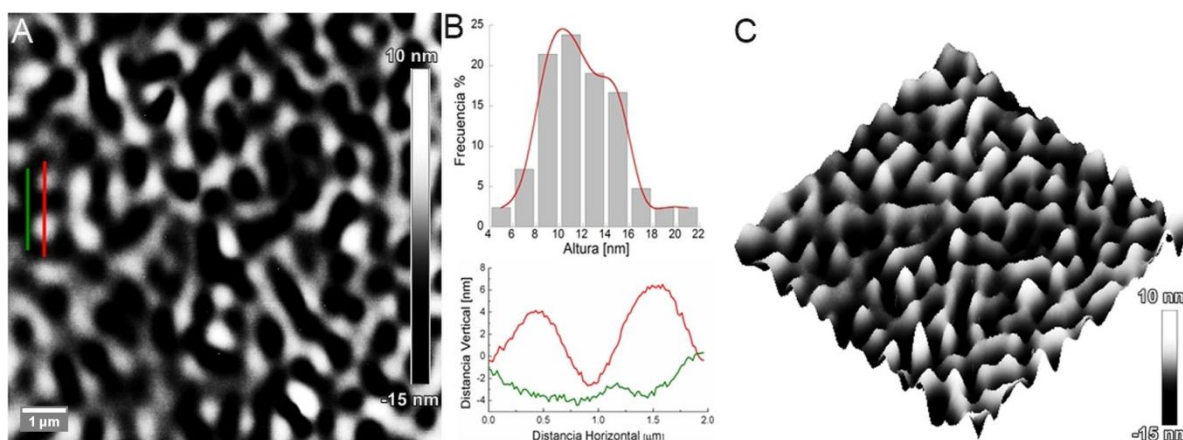 A
10 nm
-15 nm
1 µm
B
Frecuencia %
25
20
15
10
5
0
4 6 8 10 12 14 16 18 20 22
Altura [nm]
Distancia Vertical [nm]
8
6
4
2
0
-2
-4
0.0 0.5 1.0 1.5 2.0
Distancia Horizontal [µm]
C
10 nm
-15 nm